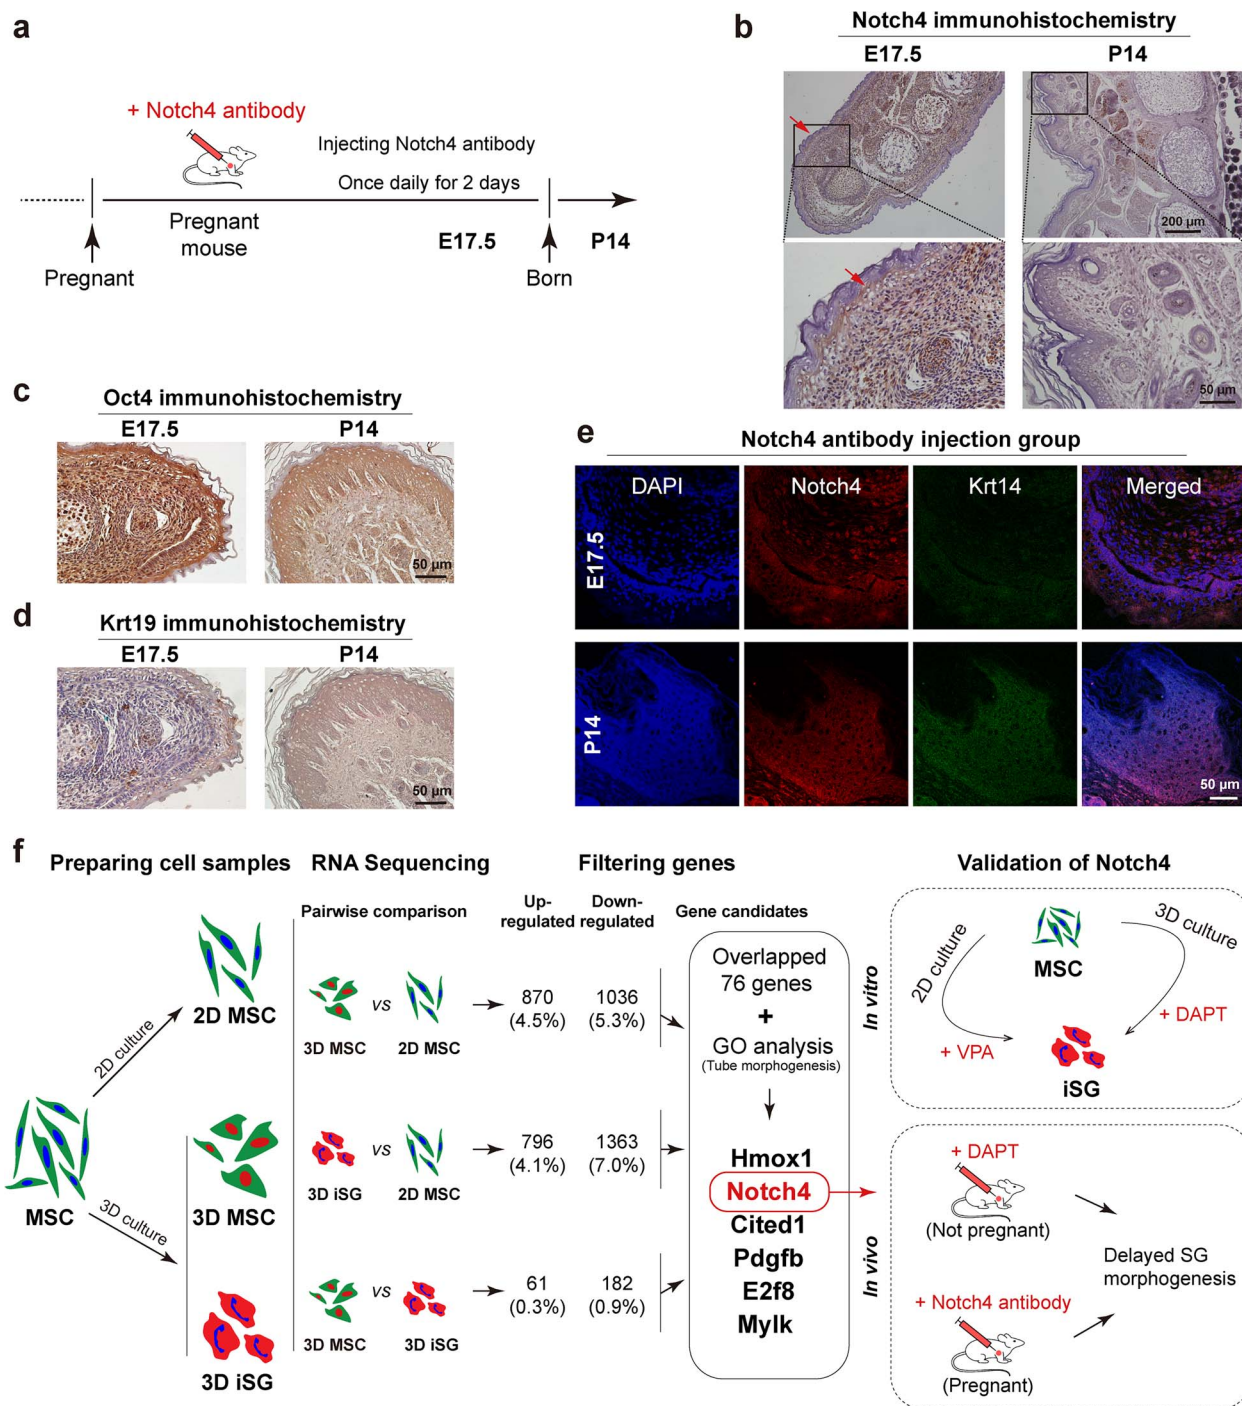 a
+ Notch4 antibody
Injecting Notch4 antibody
Once daily for 2 days
Pregnant
mouse
E17.5
P14
Pregnant
Born
b
Notch4 immunohistochemistry
E17.5
P14
200 µm
50 µm
c
Oct4 immunohistochemistry
E17.5
P14
50 µm
d
Krt19 immunohistochemistry
E17.5
P14
50 µm
e
Notch4 antibody injection group
DAPI
Notch4
Krt14
Merged
E17.5
P14
50 µm
f
Preparing cell samples
RNA Sequencing
Filtering genes
Validation of Notch4
MSC
2D culture
3D culture
2D MSC
3D MSC
3D iSG
Pairwise comparison
Up-
regulated
Down-
regulated
Gene candidates
vs
3D MSC
2D MSC
870
(4.5%)
1036
(5.3%)
vs
3D iSG
2D MSC
796
(4.1%)
1363
(7.0%)
vs
3D MSC
3D iSG
61
(0.3%)
182
(0.9%)
Overlapped
76 genes
+
GO analysis
(Tube morphogenesis)
Hmox1
Notch4
Cited1
Pdgfb
E2f8
Mylk
In vitro
MSC
2D culture
3D culture
+ VPA
+ DAPT
iSG
In vivo
+ DAPT
(Not pregnant)
Delayed SG
morphogenesis
+ Notch4 antibody
(Pregnant)